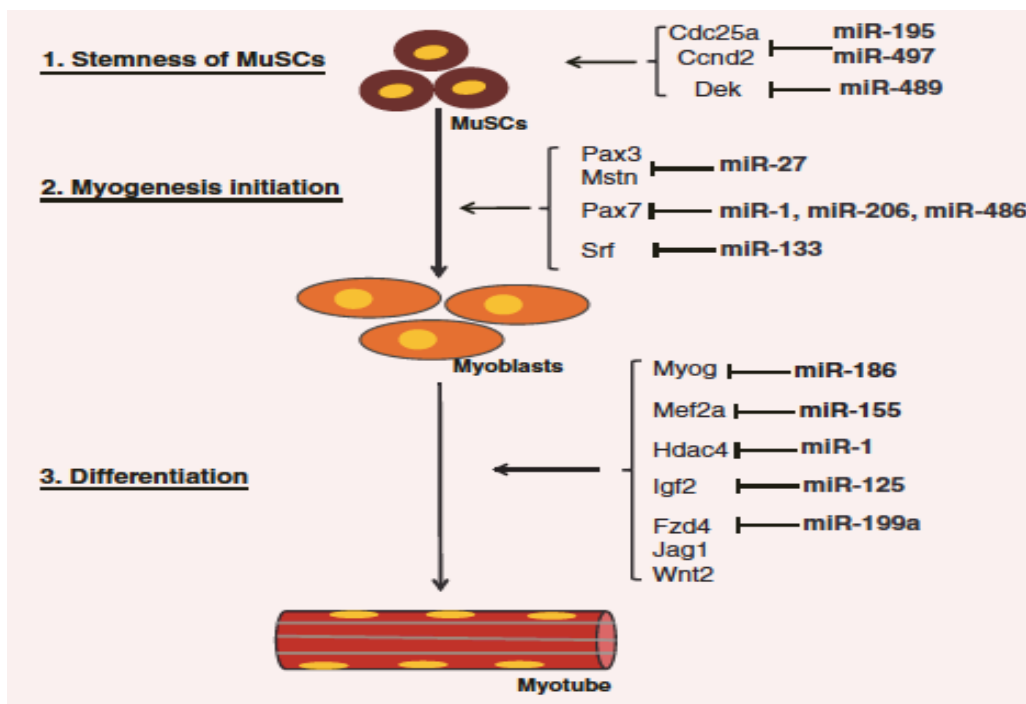 1. Stemness of MuSCs
Cdc25a
Ccnd2
miR-195
miR-497
Dek
miR-489
MuSCs
2. Myogenesis initiation
Pax3
Mstn
miR-27
Pax7
miR-1, miR-206, miR-486
Srf
miR-133
Myoblasts
3. Differentiation
Myog
miR-186
Mef2a
miR-155
Hdac4
miR-1
Igf2
miR-125
Fzd4
miR-199a
Jag1
Wnt2
Myotube